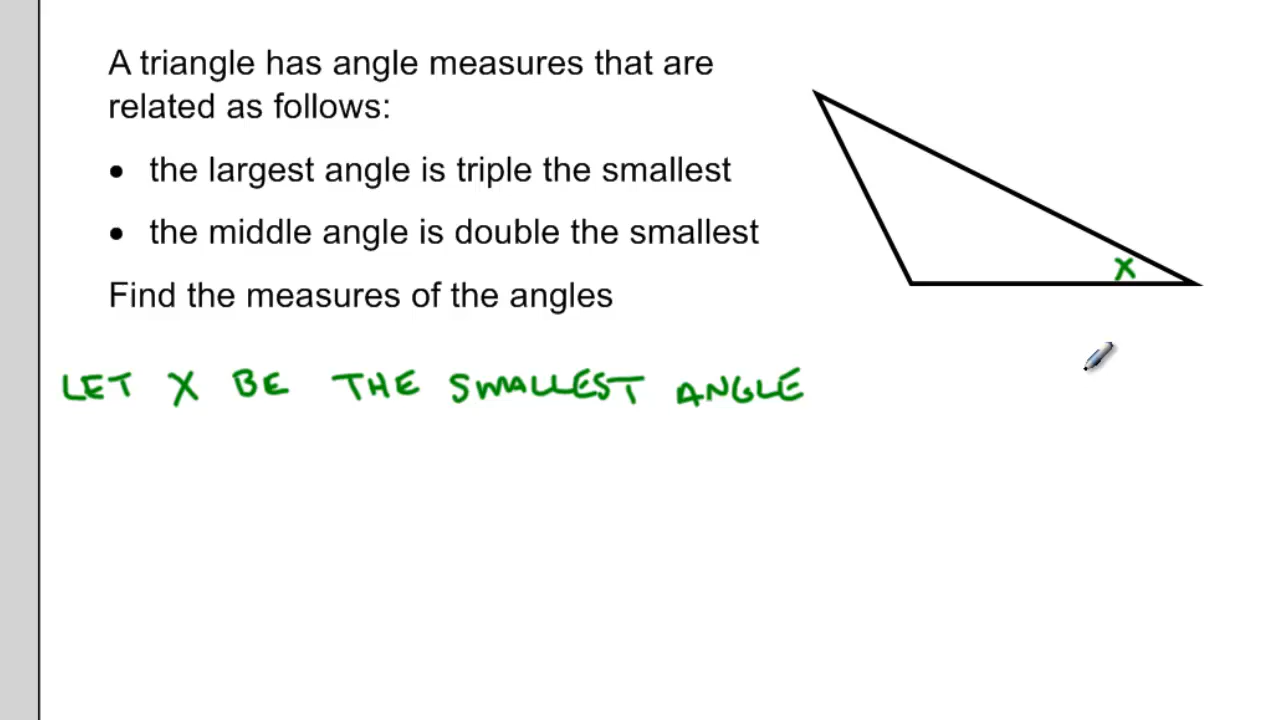 A triangle has angle measures that are
related as follows:
• the largest angle is triple the smallest
• the middle angle is double the smallest
Find the measures of the angles
x
LET X BE THE SMALLEST ANGLE